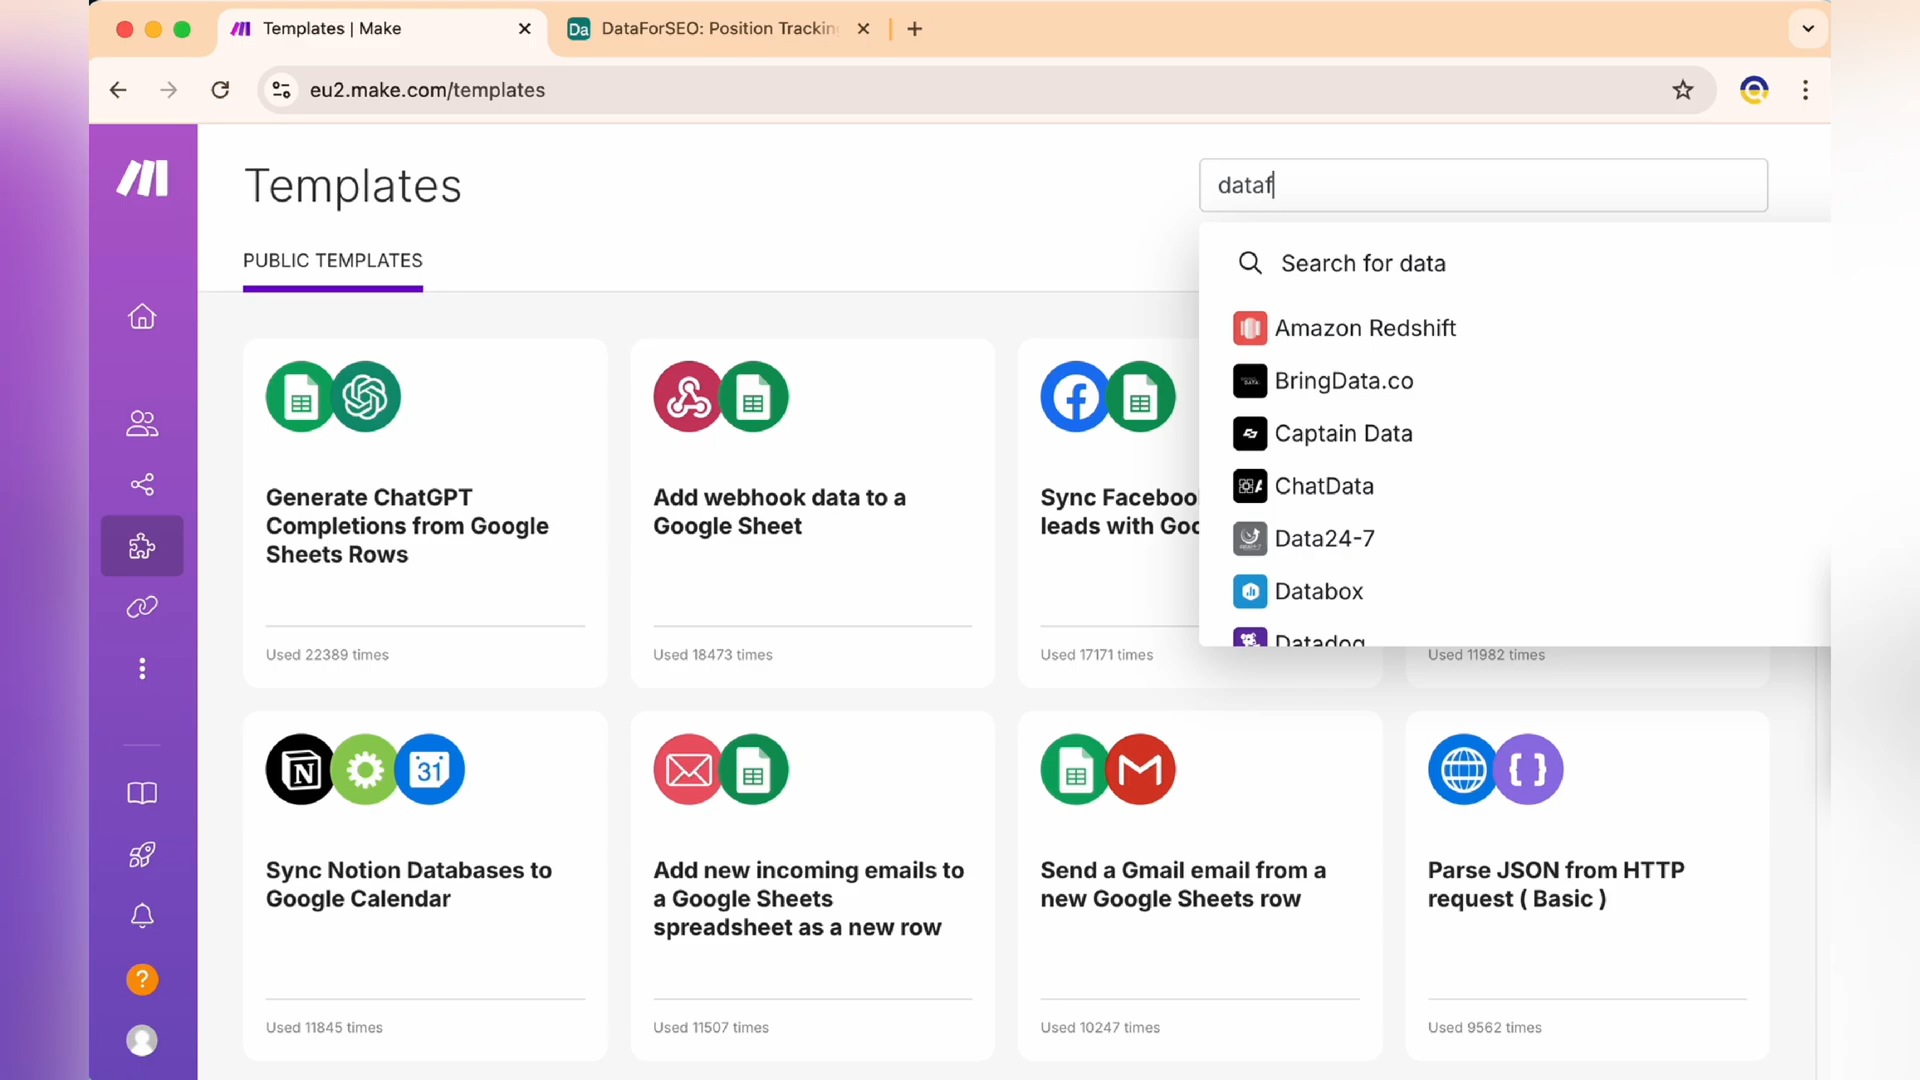 Templates | Make
Da DataForSEO: Position Trackin
eu2.make.com/templates
Templates
dataf
PUBLIC TEMPLATES
Search for data
Amazon Redshift
BringData.co
Captain Data
ChatData
Data24-7
Databox
Datadog
Generate ChatGPT
Completions from Google
Sheets Rows
Used 22389 times
Add webhook data to a
Google Sheet
Used 18473 times
Sync Faceboo
leads with Goo
Used 17171 times
Used 11982 times
N
31
Sync Notion Databases to
Google Calendar
Used 11845 times
Add new incoming emails to
a Google Sheets
spreadsheet as a new row
Used 11507 times
Send a Gmail email from a
new Google Sheets row
Used 10247 times
{ }
Parse JSON from HTTP
request ( Basic )
Used 9562 times
?